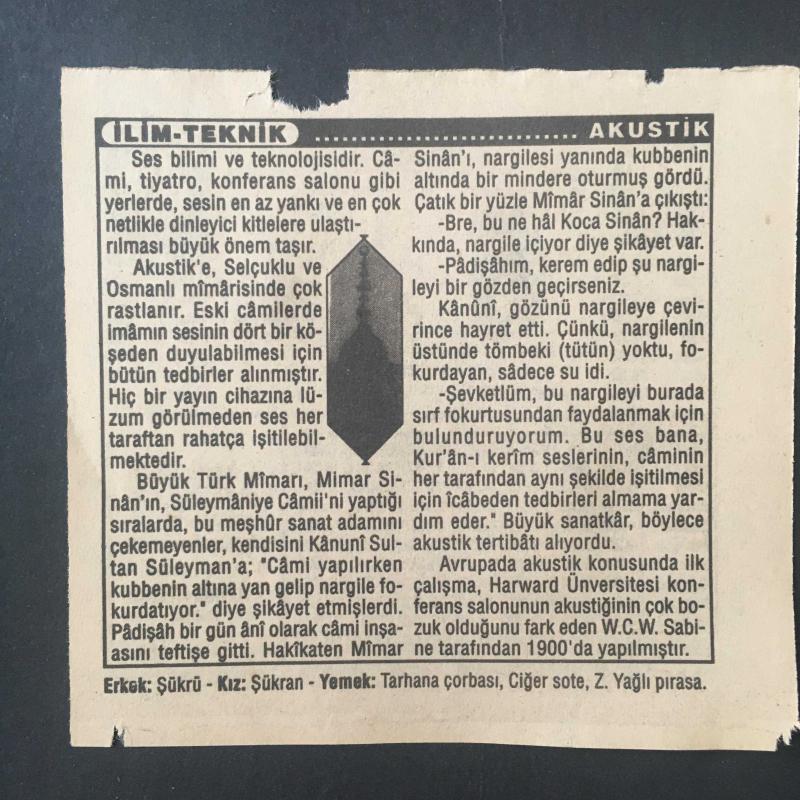 İLİM-TEKNİK .............................. AKUSTİK
Ses bilimi ve teknolojisidir. Câ-
mi, tiyatro, konferans salonu gibi
yerlerde, sesin en az yankı ve en çok
netlikle dinleyici kitlelere ulaştı-
rılması büyük önem taşır.
Akustik'e, Selçuklu ve
Osmanlı mîmârisinde çok
rastlanır. Eski câmilerde
imâmın sesinin dört bir kö-
şeden duyulabilmesi için
bütün tedbirler alınmıştır.
Hiç bir yayın cihazına lü-
zum görülmeden ses her
taraftan rahatça işitilebil-
mektedir.
Büyük Türk Mîmarı, Mimar Si-
nân'ın, Süleymâniye Câmii'ni yaptığı
sıralarda, bu meşhûr sanat adamını
çekemeyenler, kendisini Kânunî Sul-
tan Süleyman'a; "Câmi yapılırken
kubbenin altına yan gelip nargile fo-
kurdatıyor." diye şikâyet etmişlerdi.
Pâdişâh bir gün ânî olarak câmi inşa-
asını teftişe gitti. Hakîkaten Mîmar
Sinân'ı, nargilesi yanında kubbenin
altında bir mindere oturmuş gördü.
Çatık bir yüzle Mîmâr Sinân'a çıkıştı:
-Bre, bu ne hâl Koca Sinân? Hak-
kında, nargile içiyor diye şikâyet var.
-Pâdişâhım, kerem edip şu nargi-
leyi bir gözden geçirseniz.
Kânûnî, gözünü nargileye çevi-
rince hayret etti. Çünkü, nargilenin
üstünde tömbeki (tütün) yoktu, fo-
kurdayan, sâdece su idi.
-Şevketlüm, bu nargileyi burada
sırf fokurtusundan faydalanmak için
bulunduruyorum. Bu ses bana,
Kur'ân-ı kerîm seslerinin, câminin
her tarafından aynı şekilde işitilmesi
için îcâbeden tedbirleri almama yar-
dım eder." Büyük sanatkâr, böylece
akustik tertibâtı alıyordu.
Avrupada akustik konusunda ilk
çalışma, Harward Ünversitesi kon-
ferans salonunun akustiğinin çok bo-
zuk olduğunu fark eden W.C.W. Sabi-
ne tarafından 1900'da yapılmıştır.
Erkek: Şükrü - Kız: Şükran - Yemek: Tarhana çorbası, Ciğer sote, Z. Yağlı pırasa.